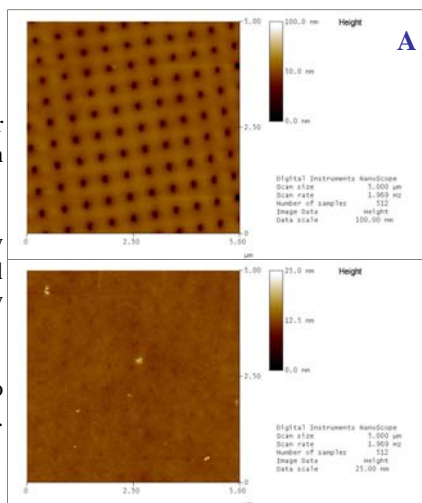 5.00
100.0 nm
Height
A
50.0 nm
2.50
0.0 nm
Digital Instruments NanoScope
Scan size 5.000 µm
Scan rate 1.969 Hz
Number of samples 512
Image Data Height
Data scale 100.00 nm
0
0
2.50
5.00
µm
5.00
25.0 nm
Height
12.5 nm
2.50
0.0 nm
Digital Instruments NanoScope
Scan size 5.000 µm
Scan rate 1.969 Hz
Number of samples 512
Image Data Height
Data scale 25.00 nm
0
0
2.50
5.00